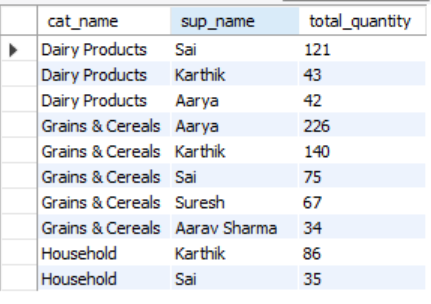 cat_name sup_name total_quantity
Dairy Products Sai 121
Dairy Products Karthik 43
Dairy Products Aarya 42
Grains & Cereals Aarya 226
Grains & Cereals Karthik 140
Grains & Cereals Sai 75
Grains & Cereals Suresh 67
Grains & Cereals Aarav Sharma 34
Household Karthik 86
Household Sai 35